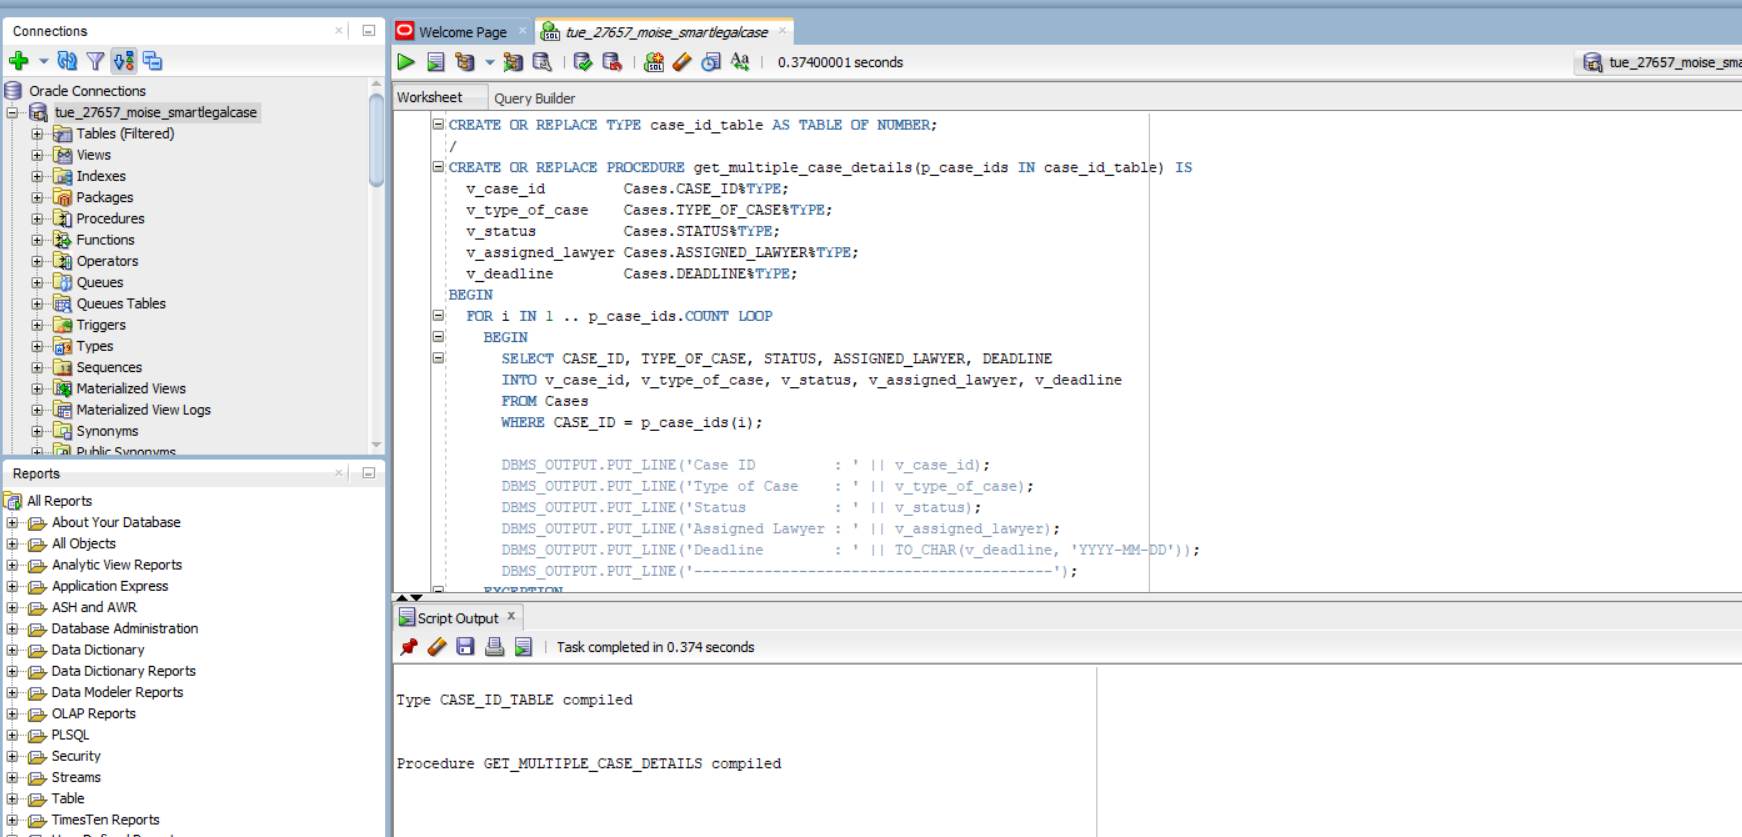 Connections
Oracle Connections
tue_27657_moise_smartlegalcase
Tables (Filtered)
Views
Indexes
Packages
Procedures
Functions
Operators
Queues
Queues Tables
Triggers
Types
Sequences
Materialized Views
Materialized View Logs
Synonyms
Public Synonyms
Reports
All Reports
About Your Database
All Objects
Analytic View Reports
Application Express
ASH and AWR
Database Administration
Data Dictionary
Data Dictionary Reports
Data Modeler Reports
OLAP Reports
PLSQL
Security
Streams
Table
TimesTen Reports
Welcome Page
tue_27657_moise_smartlegalcase
0.37400001 seconds
tue_27657_moise_sma
Worksheet
Query Builder
CREATE OR REPLACE TYPE case_id_table AS TABLE OF NUMBER;
/
CREATE OR REPLACE PROCEDURE get_multiple_case_details(p_case_ids IN case_id_table) IS
v_case_id Cases.CASE_ID%TYPE;
v_type_of_case Cases.TYPE_OF_CASE%TYPE;
v_status Cases.STATUS%TYPE;
v_assigned_lawyer Cases.ASSIGNED_LAWYER%TYPE;
v_deadline Cases.DEADLINE%TYPE;
BEGIN
FOR i IN 1 .. p_case_ids.COUNT LOOP
BEGIN
SELECT CASE_ID, TYPE_OF_CASE, STATUS, ASSIGNED_LAWYER, DEADLINE
INTO v_case_id, v_type_of_case, v_status, v_assigned_lawyer, v_deadline
FROM Cases
WHERE CASE_ID = p_case_ids(i);
DBMS_OUTPUT.PUT_LINE('Case ID : ' || v_case_id);
DBMS_OUTPUT.PUT_LINE('Type of Case : ' || v_type_of_case);
DBMS_OUTPUT.PUT_LINE('Status : ' || v_status);
DBMS_OUTPUT.PUT_LINE('Assigned Lawyer : ' || v_assigned_lawyer);
DBMS_OUTPUT.PUT_LINE('Deadline : ' || TO_CHAR(v_deadline, 'YYYY-MM-DD'));
DBMS_OUTPUT.PUT_LINE('-----------------------------------------');
EXCEPTION
Script Output
Task completed in 0.374 seconds
Type CASE_ID_TABLE compiled
Procedure GET_MULTIPLE_CASE_DETAILS compiled